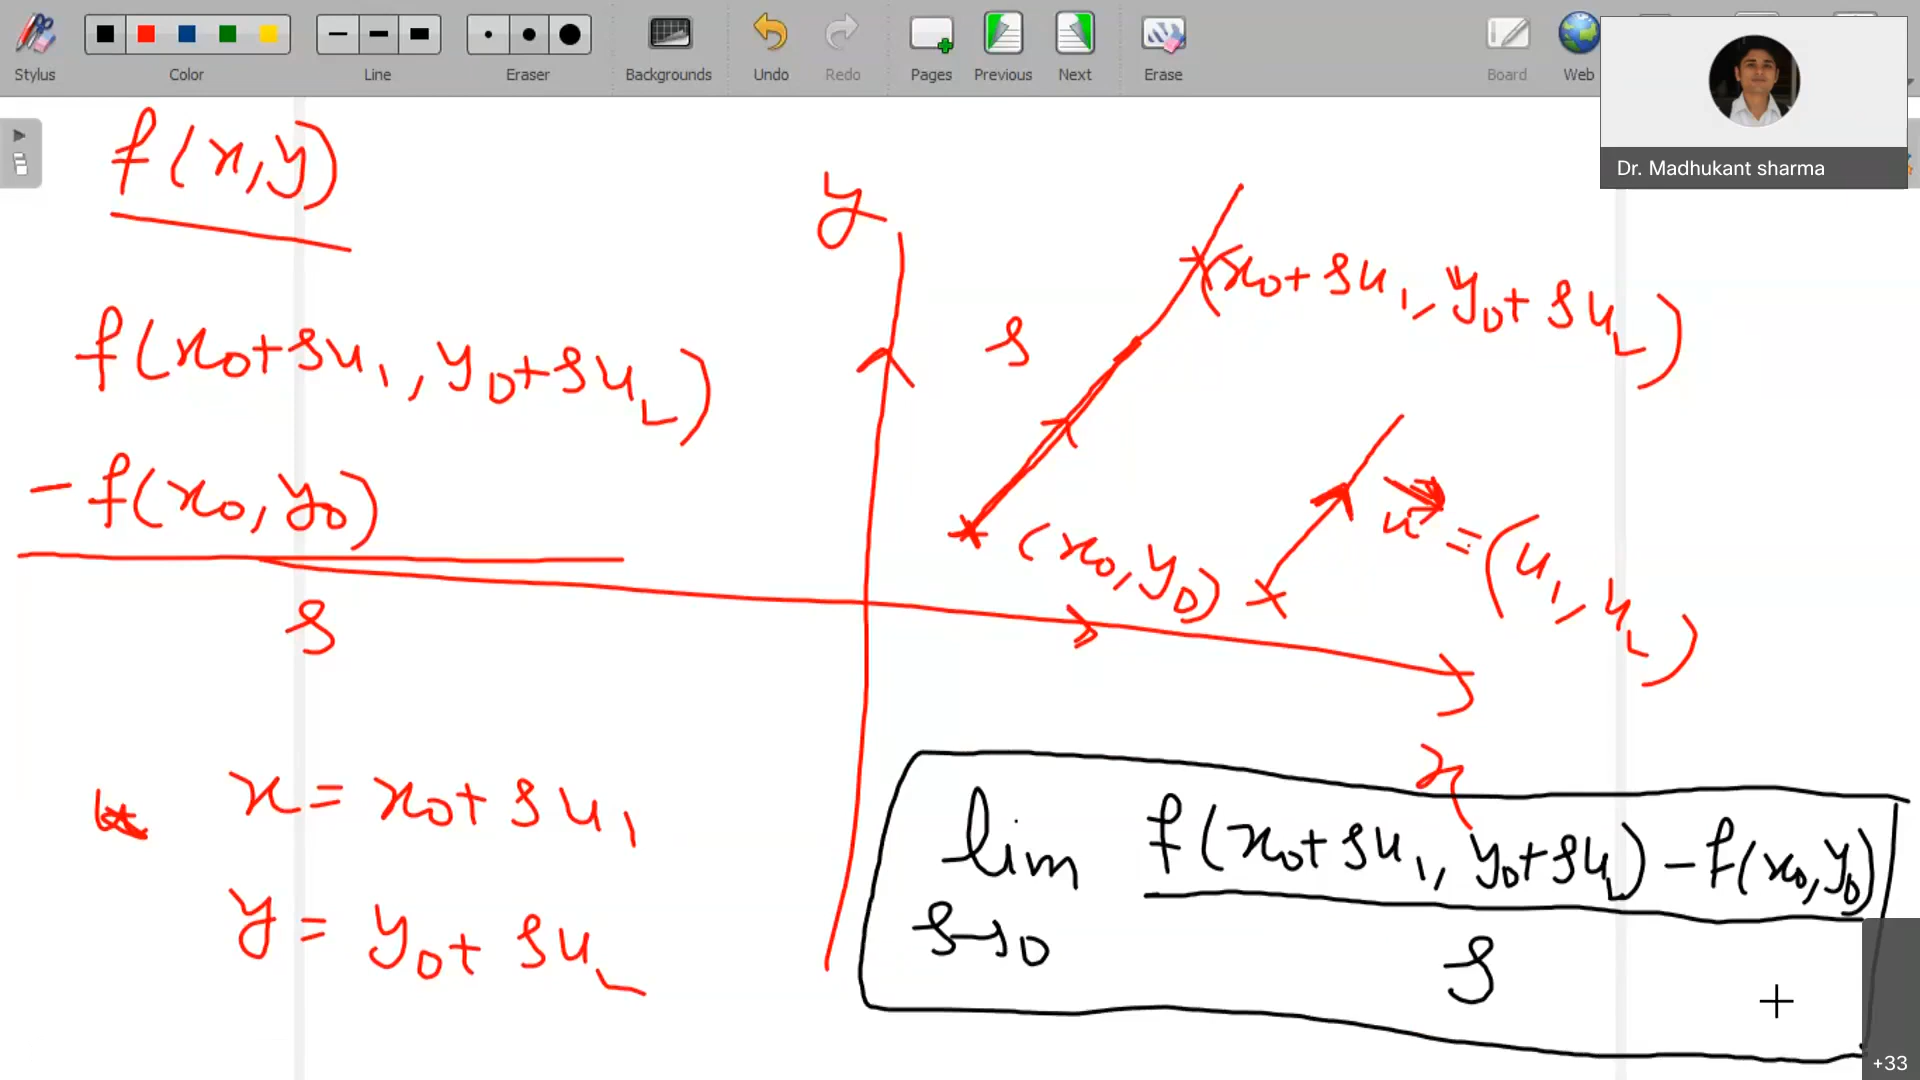 Stylus Color Line Eraser Backgrounds Undo Redo Pages Previous Next Erase Board Web
Dr. Madhukant sharma
f(x,y)
f(x₀+su₁, y₀+su₂)
-f(x₀,y₀)
s
y
s
(x₀+su₁, y₀+su₂)
(x₀,y₀)
u⃗ = (u₁, u₂)
x
x = x₀+su₁
y = y₀+su₂
lim f(x₀+su₁, y₀+su₂) - f(x₀,y₀)
s→0 s
+33